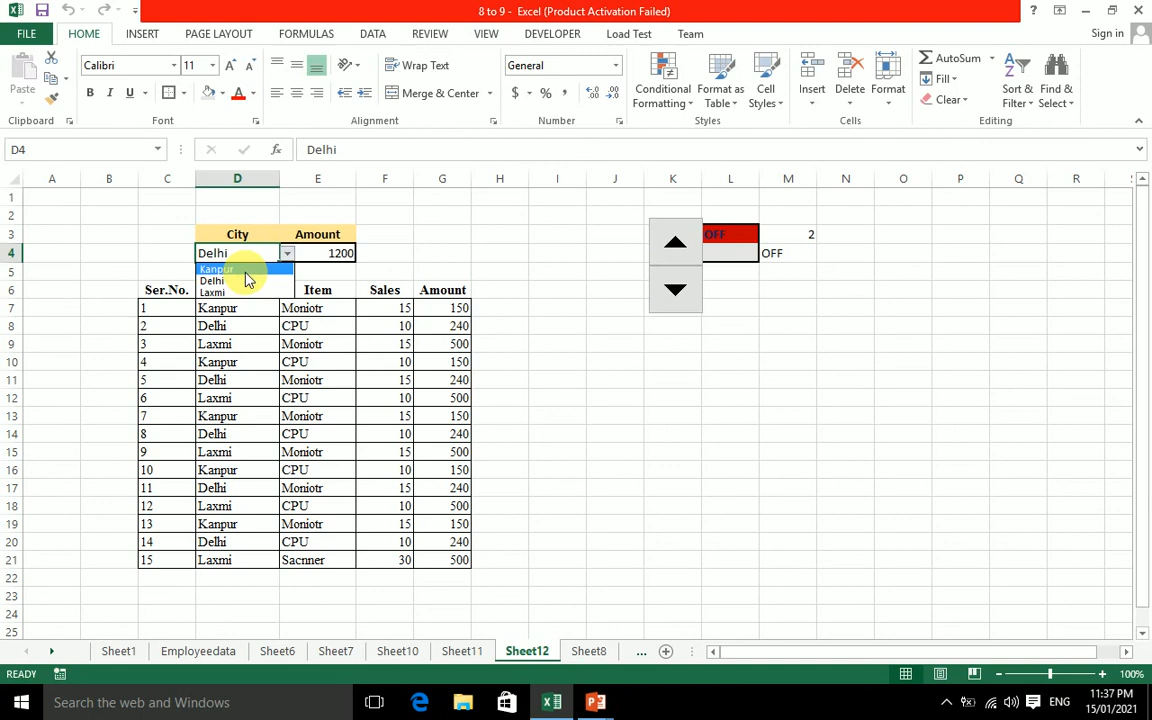 8 to 9 - Excel (Product Activation Failed)
FILE HOME INSERT PAGE LAYOUT FORMULAS DATA REVIEW VIEW DEVELOPER Load Test Team Sign in
Paste Calibri 11 Wrap Text General Conditional Formatting Format as Table Cell Styles Insert Delete Format AutoSum Fill Clear Sort & Filter Find & Select
B I U Merge & Center $ % ,
Clipboard Font Alignment Number Styles Cells Editing
D4 fx Delhi
A B C D E F G H I J K L M N O P Q R
1
2
3 City Amount OFF 2
4 Delhi 1200 OFF
Kanpur
Delhi
Laxmi
5
6 Ser.No. Item Sales Amount
7 1 Kanpur Moniotr 15 150
8 2 Delhi CPU 10 240
9 3 Laxmi Moniotr 15 500
10 4 Kanpur CPU 10 150
11 5 Delhi Moniotr 15 240
12 6 Laxmi CPU 10 500
13 7 Kanpur Moniotr 15 150
14 8 Delhi CPU 10 240
15 9 Laxmi Moniotr 15 500
16 10 Kanpur CPU 10 150
17 11 Delhi Moniotr 15 240
18 12 Laxmi CPU 10 500
19 13 Kanpur Moniotr 15 150
20 14 Delhi CPU 10 240
21 15 Laxmi Sacnner 30 500
22
23
24
25
Sheet1 Employeedata Sheet6 Sheet7 Sheet10 Sheet11 Sheet12 Sheet8 ...
READY 100%
Search the web and Windows ENG 11:37 PM
15/01/2021